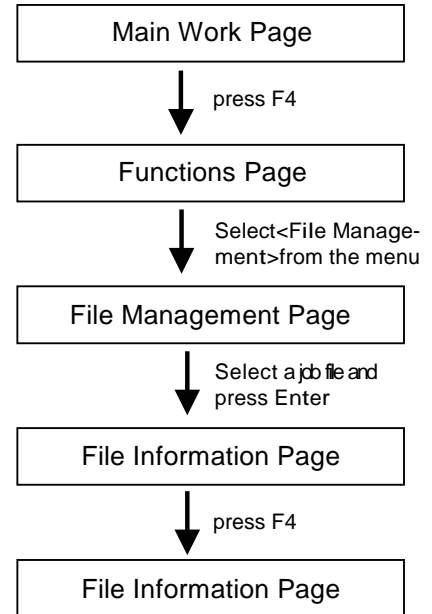 Main Work Page
press F4
Functions Page
Select<File Manage-
ment>from the menu
File Management Page
Select a job file and
press Enter
File Information Page
press F4
File Information Page